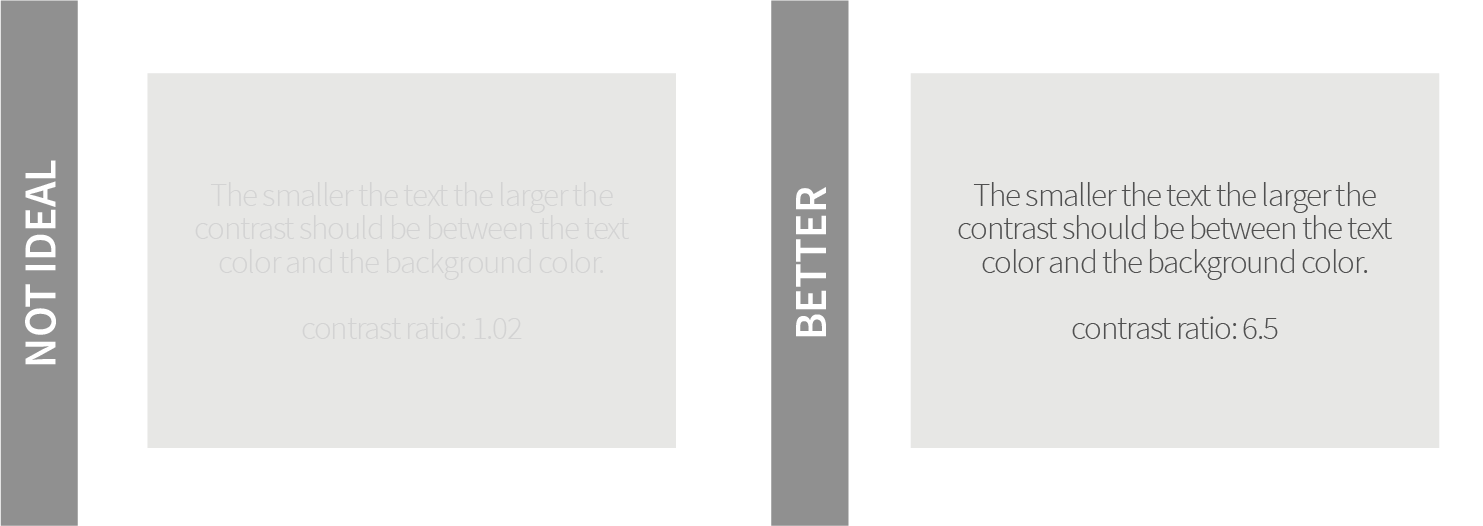 NOT IDEAL
The smaller the text the larger the
contrast should be between the text
color and the background color.
contrast ratio: 1.02
BETTER
The smaller the text the larger the
contrast should be between the text
color and the background color.
contrast ratio: 6.5